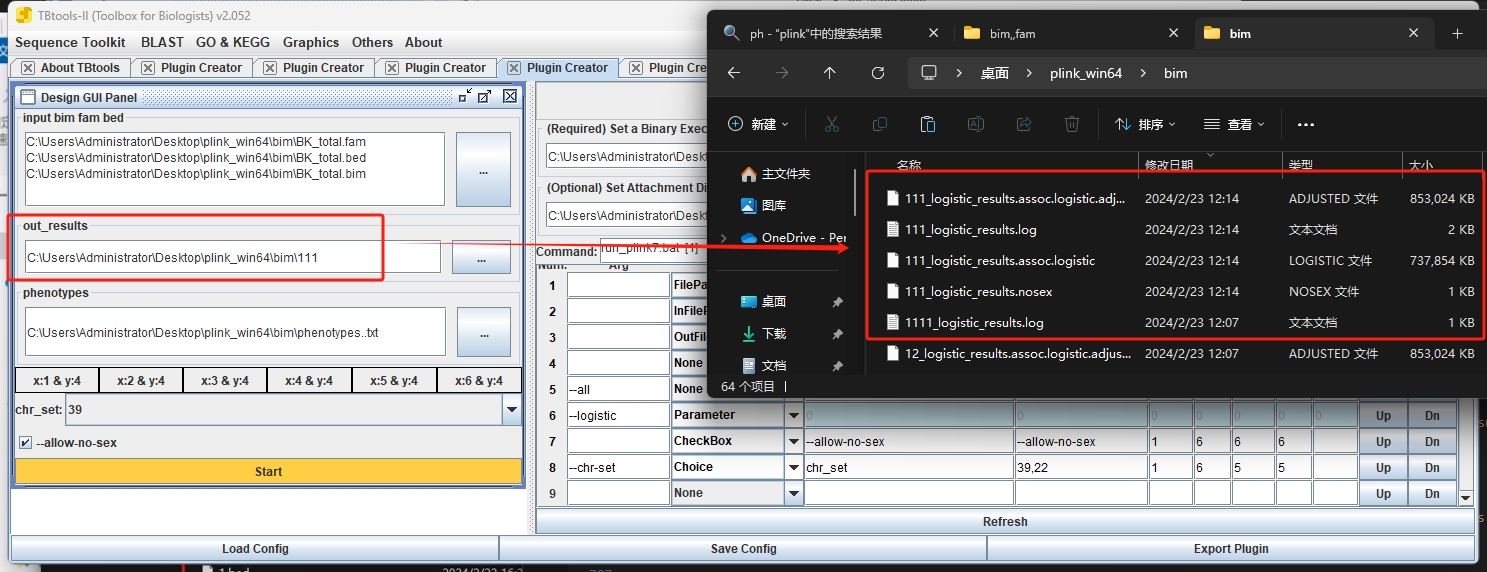 TBtools-II (Toolbox for Biologists) v2.052
Sequence Toolkit BLAST GO & KEGG Graphics Others About
About TBtools Plugin Creator Plugin Creator Plugin Creator Plugin Creator Plugin
Design GUI Panel
input bim fam bed
C:\Users\Administrator\Desktop\plink_win64\bim\BK_total.fam
C:\Users\Administrator\Desktop\plink_win64\bim\BK_total.bed
C:\Users\Administrator\Desktop\plink_win64\bim\BK_total.bim
...
out_results
C:\Users\Administrator\Desktop\plink_win64\bim\111
...
phenotypes
C:\Users\Administrator\Desktop\plink_win64\bim\phenotypes..txt
...
x:1 & y:4 x:2 & y:4 x:3 & y:4 x:4 & y:4 x:5 & y:4 x:6 & y:4
chr_set: 39
--allow-no-sex
Start
(Required) Set a Binary Exec
C:\Users\Administrator\Deskt
(Optional) Set Attachment Di
C:\Users\Administrator\Deskt
Command: run_plink7.bat [1]
Num. Arg
1 FilePa
2 InFileP
3 OutFil
4 None
5 --all None
6 --logistic Parameter 0 0 0 0 0 0 0 Up Dn
7 CheckBox --allow-no-sex --allow-no-sex 1 6 6 6 Up Dn
8 --chr-set Choice chr_set 39,22 1 6 5 5 Up Dn
9 None Up Dn
Refresh
Load Config Save Config Export Plugin
ph - "plink"中的搜索结果 bim,,fam bim
桌面 plink_win64 bim
新建 排序 查看
主文件夹
图库
OneDrive - Per
桌面
下载
文档
名称 修改日期 类型 大小
111_logistic_results.assoc.logistic.adj... 2024/2/23 12:14 ADJUSTED 文件 853,024 KB
111_logistic_results.log 2024/2/23 12:14 文本文档 2 KB
111_logistic_results.assoc.logistic 2024/2/23 12:14 LOGISTIC 文件 737,854 KB
111_logistic_results.nosex 2024/2/23 12:14 NOSEX 文件 1 KB
1111_logistic_results.log 2024/2/23 12:07 文本文档 1 KB
12_logistic_results.assoc.logistic.adjus... 2024/2/23 12:07 ADJUSTED 文件 853,024 KB
64 个项目